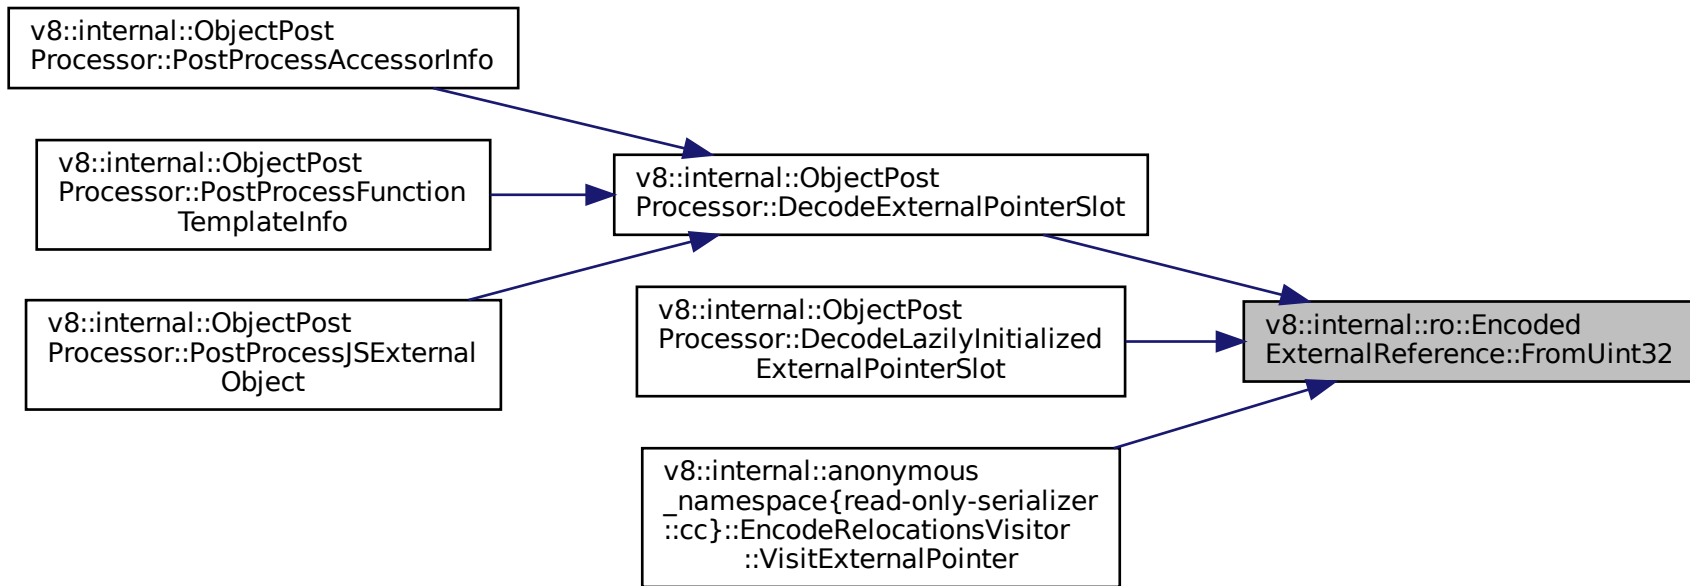 v8::internal::ObjectPost
Processor::PostProcessAccessorInfo
v8::internal::ObjectPost
Processor::PostProcessFunction
TemplateInfo
v8::internal::ObjectPost
Processor::PostProcessJSExternal
Object
v8::internal::ObjectPost
Processor::DecodeExternalPointerSlot
v8::internal::ObjectPost
Processor::DecodeLazilyInitialized
ExternalPointerSlot
v8::internal::anonymous
_namespace{read-only-serializer
::cc}::EncodeRelocationsVisitor
::VisitExternalPointer
v8::internal::ro::Encoded
ExternalReference::FromUint32